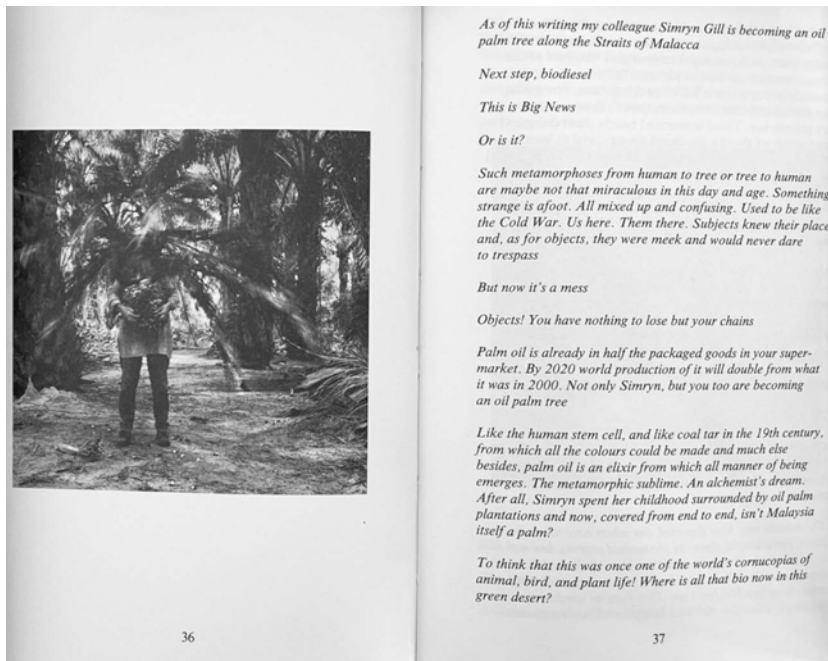 As of this writing my colleague Simryn Gill is becoming an oil
palm tree along the Straits of Malacca
Next step, biodiesel
This is Big News
Or is it?
Such metamorphoses from human to tree or tree to human
are maybe not that miraculous in this day and age. Something
strange is afoot. All mixed up and confusing. Used to be like
the Cold War. Us here. Them there. Subjects knew their place
and, as for objects, they were meek and would never dare
to trespass
But now it's a mess
Objects! You have nothing to lose but your chains
Palm oil is already in half the packaged goods in your super-
market. By 2020 world production of it will double from what
it was in 2000. Not only Simryn, but you too are becoming
an oil palm tree
Like the human stem cell, and like coal tar in the 19th century,
from which all the colours could be made and much else
besides, palm oil is an elixir from which all manner of being
emerges. The metamorphic sublime. An alchemist's dream.
After all, Simryn spent her childhood surrounded by oil palm
plantations and now, covered from end to end, isn't Malaysia
itself a palm?
To think that this was once one of the world's cornucopias of
animal, bird, and plant life! Where is all that bio now in this
green desert?
36
37